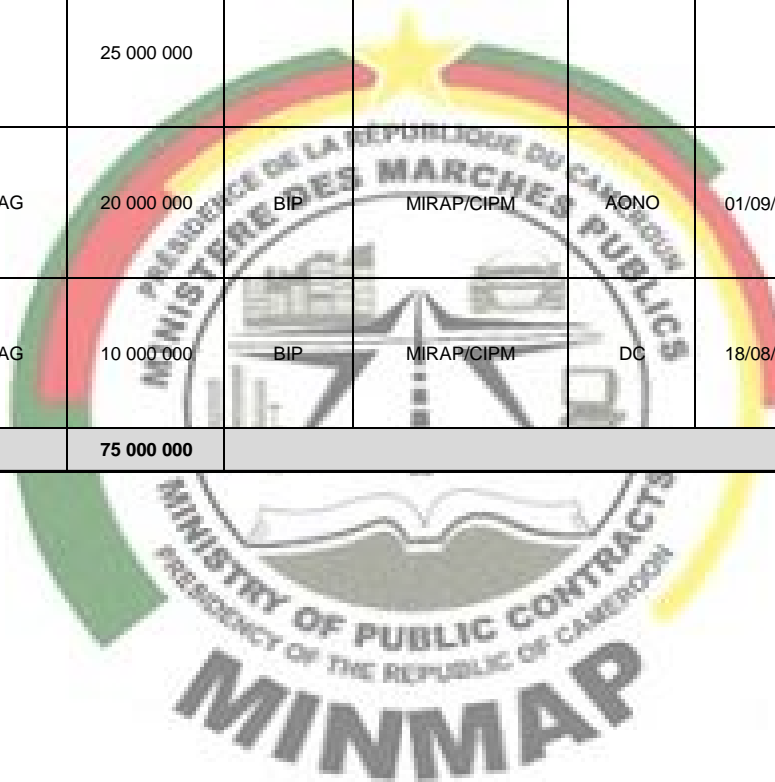 25 000 000
AG 20 000 000 BIP MIRAP/CIPM AONO 01/09/
AG 10 000 000 BIP MIRAP/CIPM DC 18/08/
75 000 000
PRÉSIDENCE DE LA RÉPUBLIQUE DU CAMEROUN
MINISTERE DES MARCHES PUBLICS
MINISTRY OF PUBLIC CONTRACTS
PRESIDENCY OF THE REPUBLIC OF CAMEROON
MINMAP